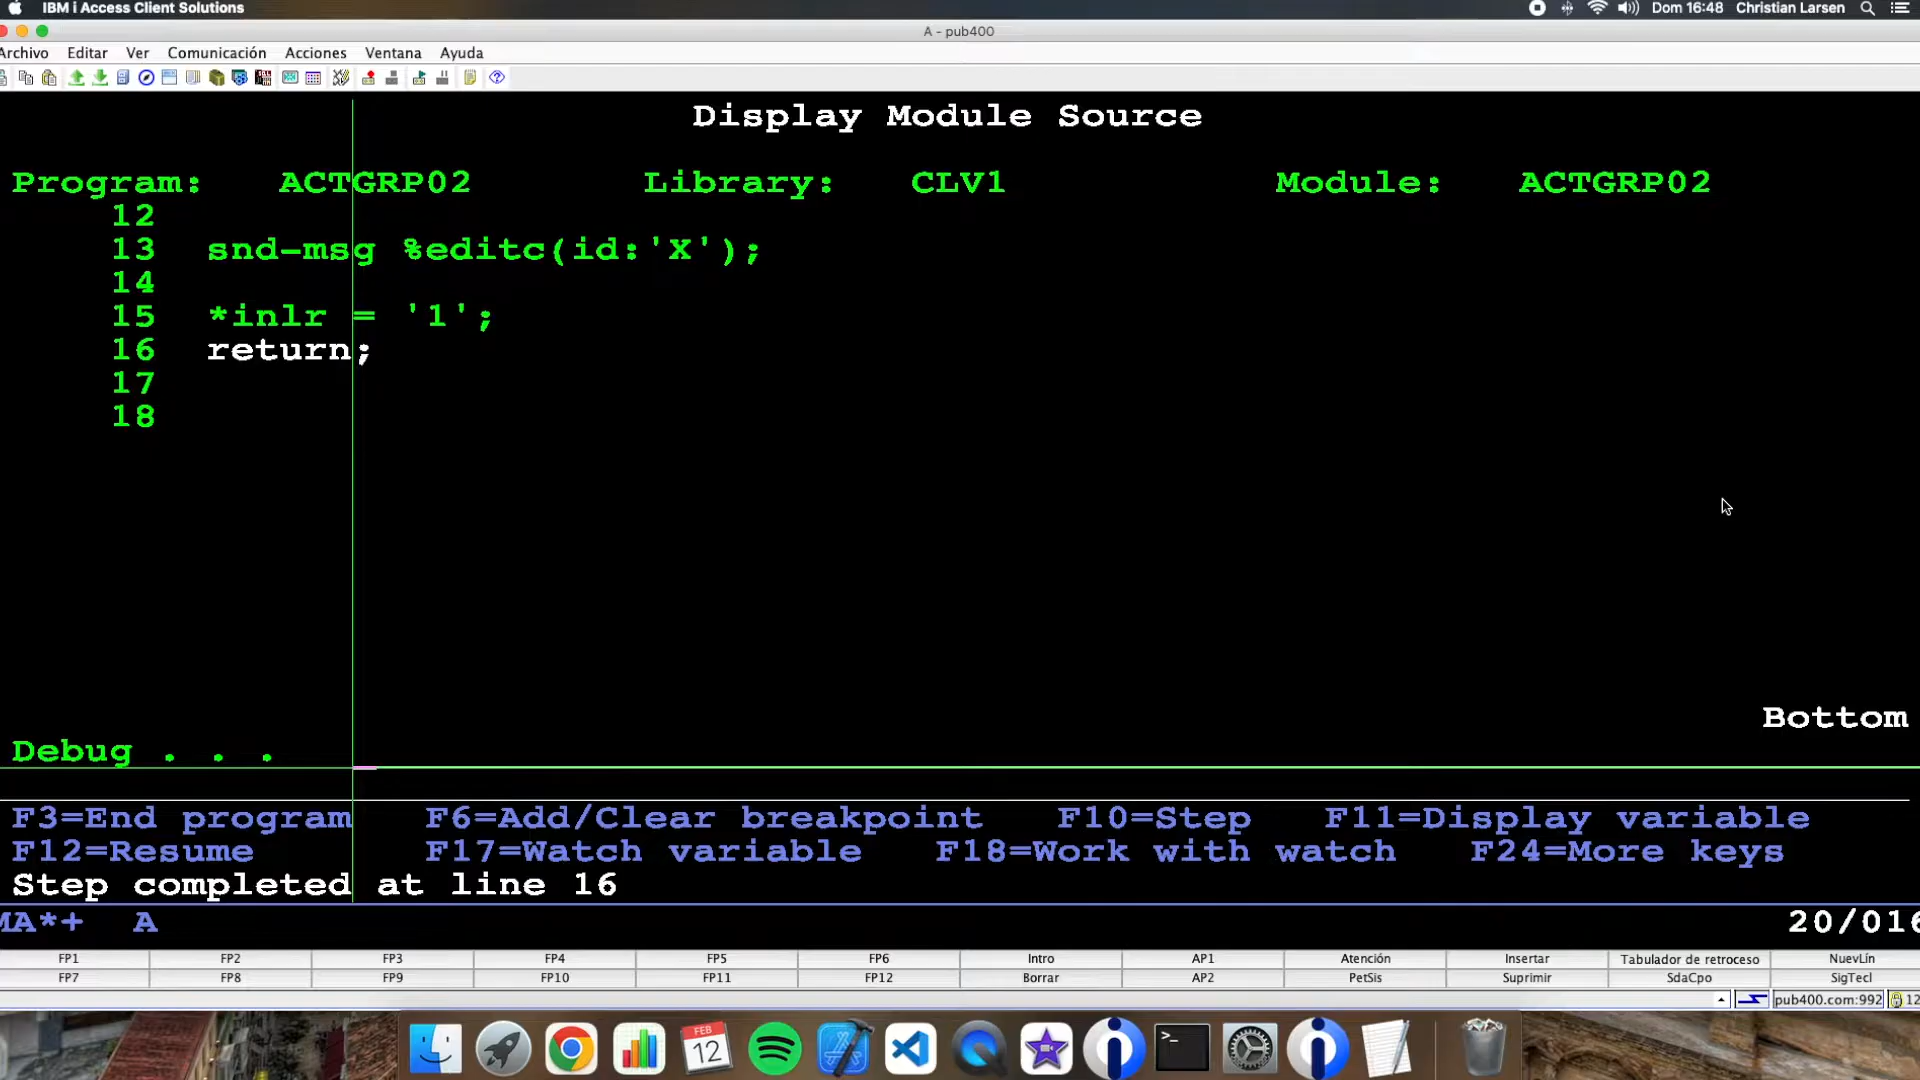 IBM i Access Client Solutions Dom 16:48 Christian Larsen
A - pub400
Archivo Editar Ver Comunicación Acciones Ventana Ayuda
Display Module Source
Program: ACTGRP02 Library: CLV1 Module: ACTGRP02
12
13 snd-msg %editc(id:'X');
14
15 *inlr = '1';
16 return;
17
18
Bottom
Debug . . .
F3=End program F6=Add/Clear breakpoint F10=Step F11=Display variable
F12=Resume F17=Watch variable F18=Work with watch F24=More keys
Step completed at line 16
MA*+ A 20/016
FP1 FP2 FP3 FP4 FP5 FP6 Intro AP1 Atención Insertar Tabulador de retroceso NuevLín
FP7 FP8 FP9 FP10 FP11 FP12 Borrar AP2 PetSis Suprimir SdaCpo SigTecl
pub400.com:992 12
FEB
12